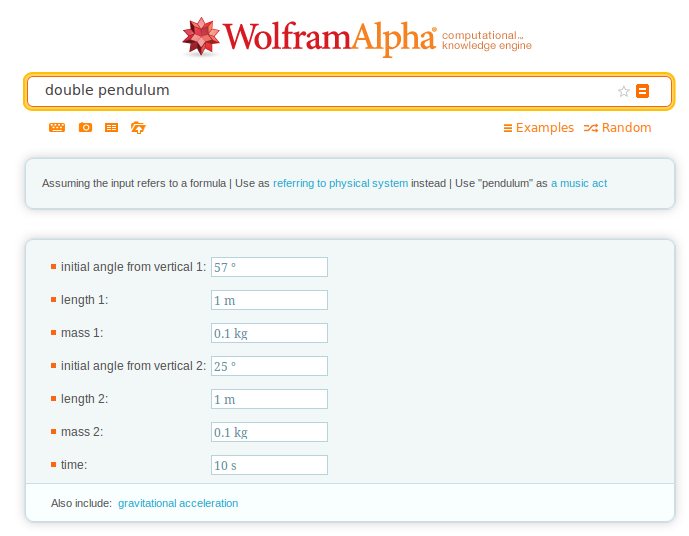 WolframAlpha computational... knowledge engine
double pendulum
Examples Random
Assuming the input refers to a formula | Use as referring to physical system instead | Use "pendulum" as a music act
initial angle from vertical 1: 57 °
length 1: 1 m
mass 1: 0.1 kg
initial angle from vertical 2: 25 °
length 2: 1 m
mass 2: 0.1 kg
time: 10 s
Also include: gravitational acceleration